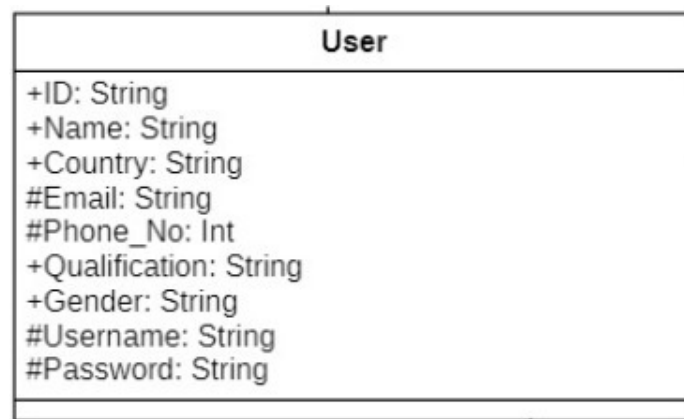 User
+ID: String
+Name: String
+Country: String
#Email: String
#Phone_No: Int
+Qualification: String
+Gender: String
#Username: String
#Password: String